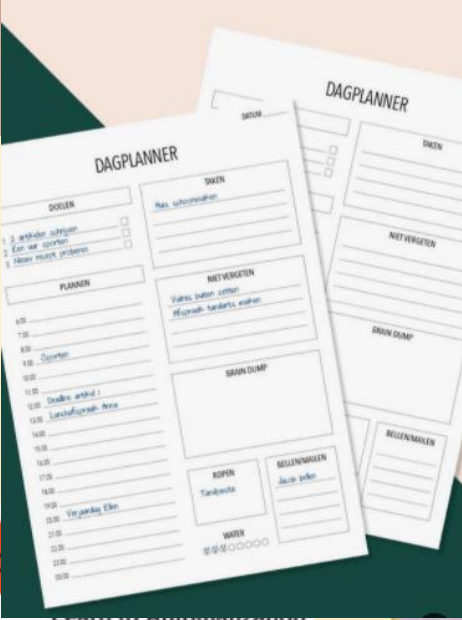 DAGPLANNER
DATUM
DOELEN
1 2 artikelen schrijven
2 Een uur sporten
3 Nieuw recept proberen
PLANNEN
6:00
7:00
8:00
9:00 Sporten
10:00
11:00
12:00 Deadline artikel 1
13:00 Lunchafspraak Anna
14:00
15:00
16:00
17:00
18:00
19:00
20:00 Verjaardag Ellen
21:00
22:00
23:00
00:00
TAKEN
Huis schoonmaken
NIET VERGETEN
Vuilnis buiten zetten
Afspraak tandarts maken
BRAIN DUMP
KOPEN
Tandpasta
BELLEN/MAILEN
Jacco bellen
WATER
DAGPLANNER
TAKEN
NIET VERGETEN
BRAIN DUMP
BELLEN/MAILEN